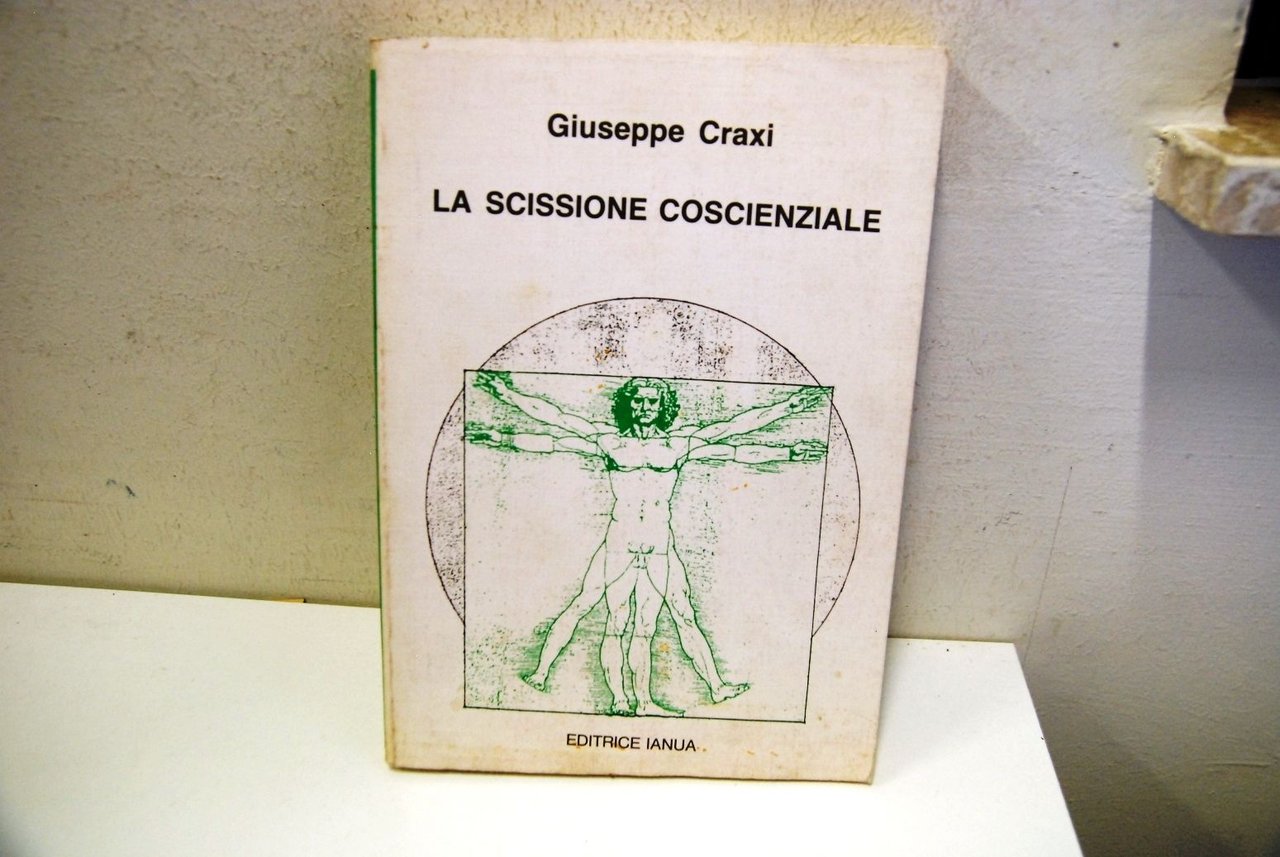 Giuseppe Craxi
LA SCISSIONE COSCIENZIALE
EDITRICE IANUA